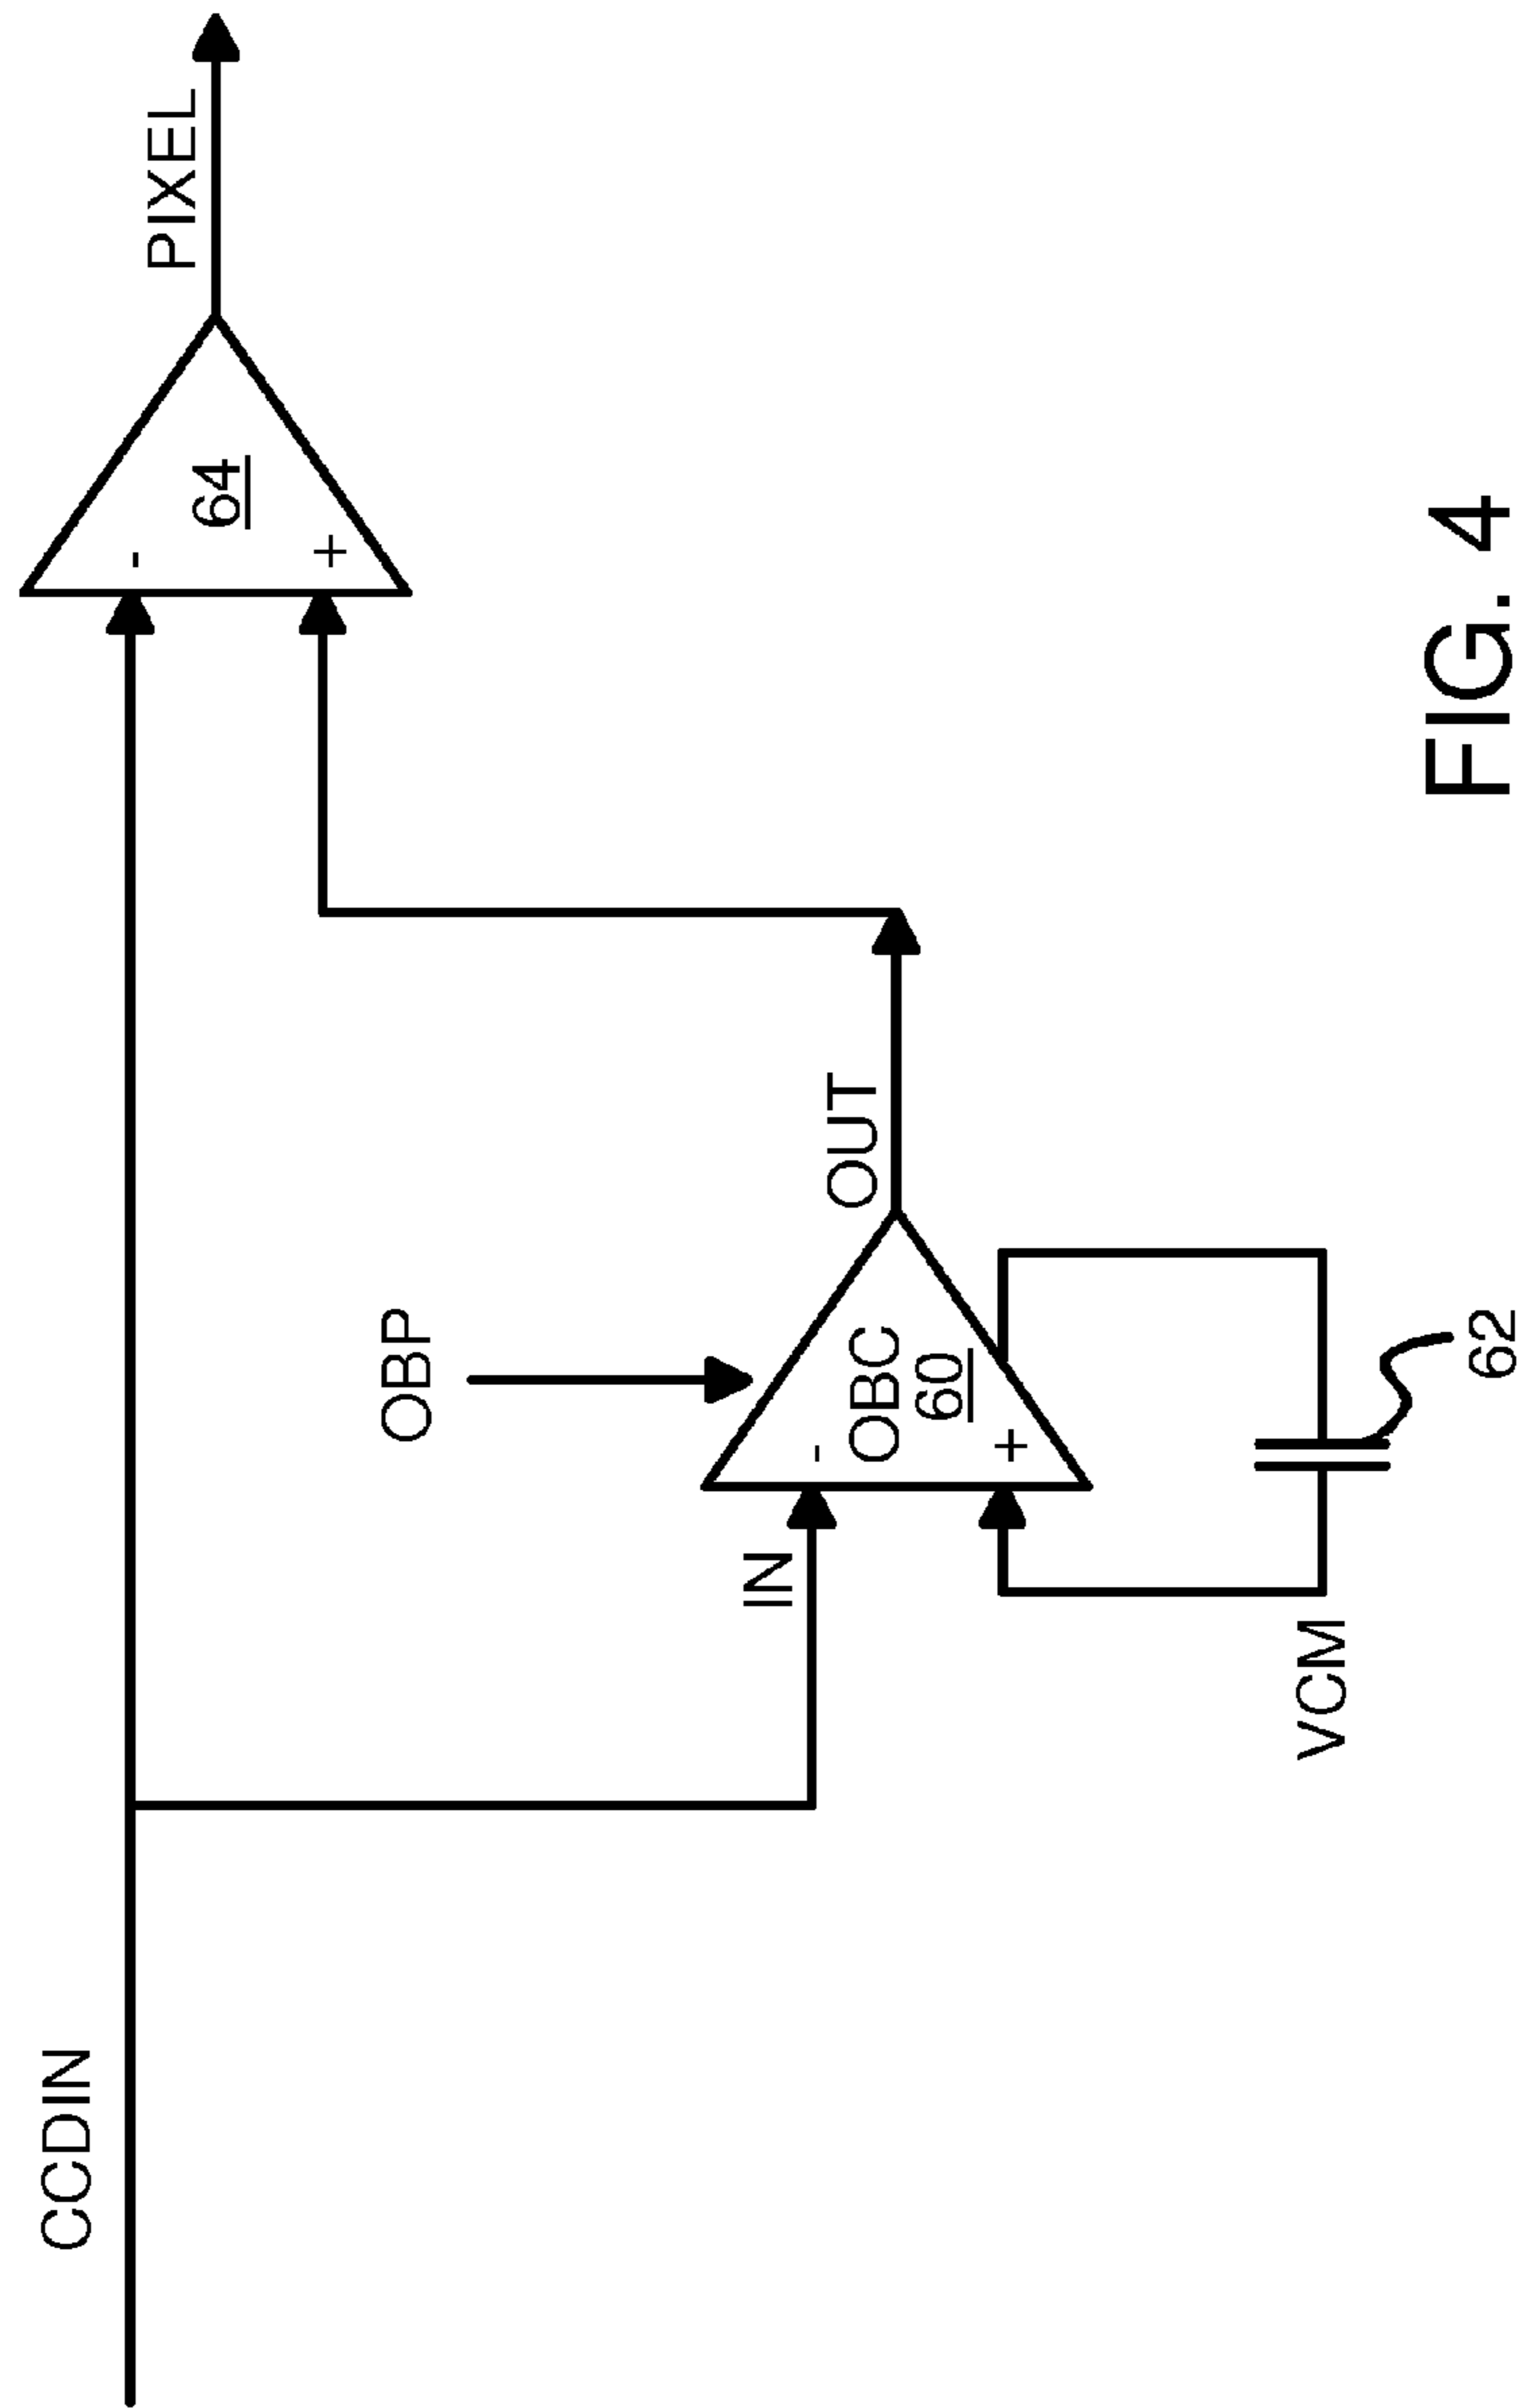 CCDIN
PIXEL
-
64
+
OBP
IN
-
OBC
60
+
OUT
VCM
62
FIG. 4